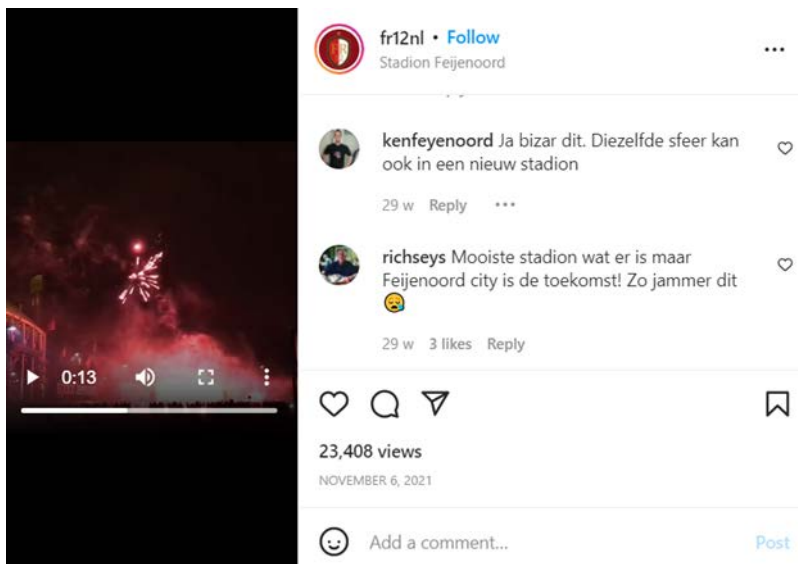 fr12nl • Follow
Stadion Feijenoord
kenfeyenoord Ja bizar dit. Diezelfde sfeer kan
ook in een nieuw stadion
29 w Reply
richseys Mooiste stadion wat er is maar
Feijenoord city is de toekomst! Zo jammer dit
😥
29 w 3 likes Reply
0:13
23,408 views
NOVEMBER 6, 2021
Add a comment...
Post